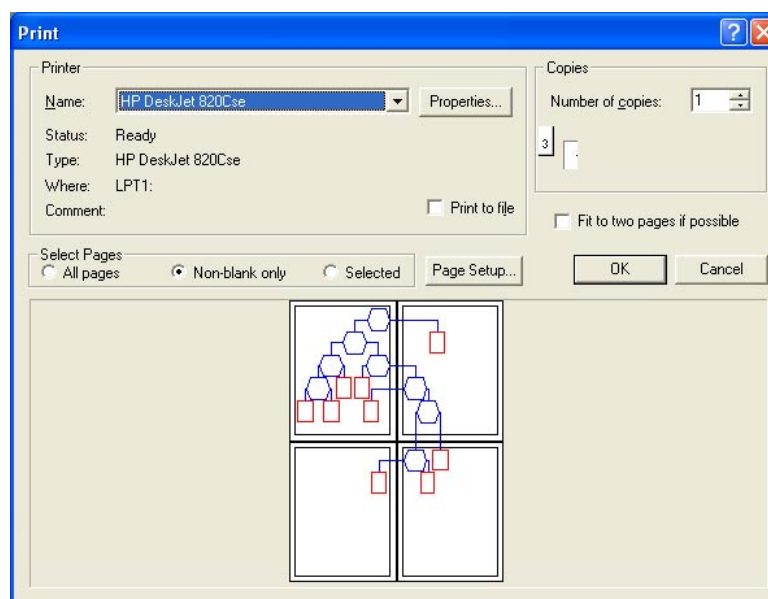 Print
Printer
Name:
HP DeskJet 820Cse
Properties...
Status:
Ready
Type:
HP DeskJet 820Cse
Where:
LPT1:
Comment:
Print to file
Copies
Number of copies:
1
3
Fit to two pages if possible
Select Pages
All pages
Non-blank only
Selected
Page Setup...
OK
Cancel